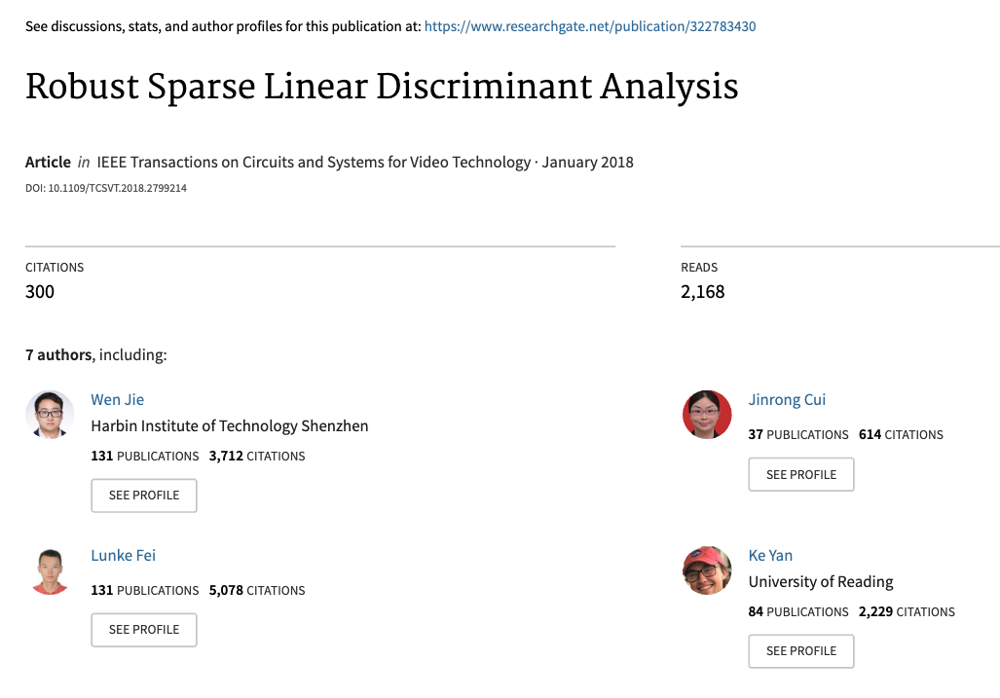 See discussions, stats, and author profiles for this publication at: https://www.researchgate.net/publication/322783430
Robust Sparse Linear Discriminant Analysis
Article in IEEE Transactions on Circuits and Systems for Video Technology · January 2018
DOI: 10.1109/TCSVT.2018.2799214
CITATIONS
300
READS
2,168
7 authors, including:
Wen Jie
Harbin Institute of Technology Shenzhen
131 PUBLICATIONS 3,712 CITATIONS
SEE PROFILE
Jinrong Cui
37 PUBLICATIONS 614 CITATIONS
SEE PROFILE
Lunke Fei
131 PUBLICATIONS 5,078 CITATIONS
SEE PROFILE
Ke Yan
University of Reading
84 PUBLICATIONS 2,229 CITATIONS
SEE PROFILE